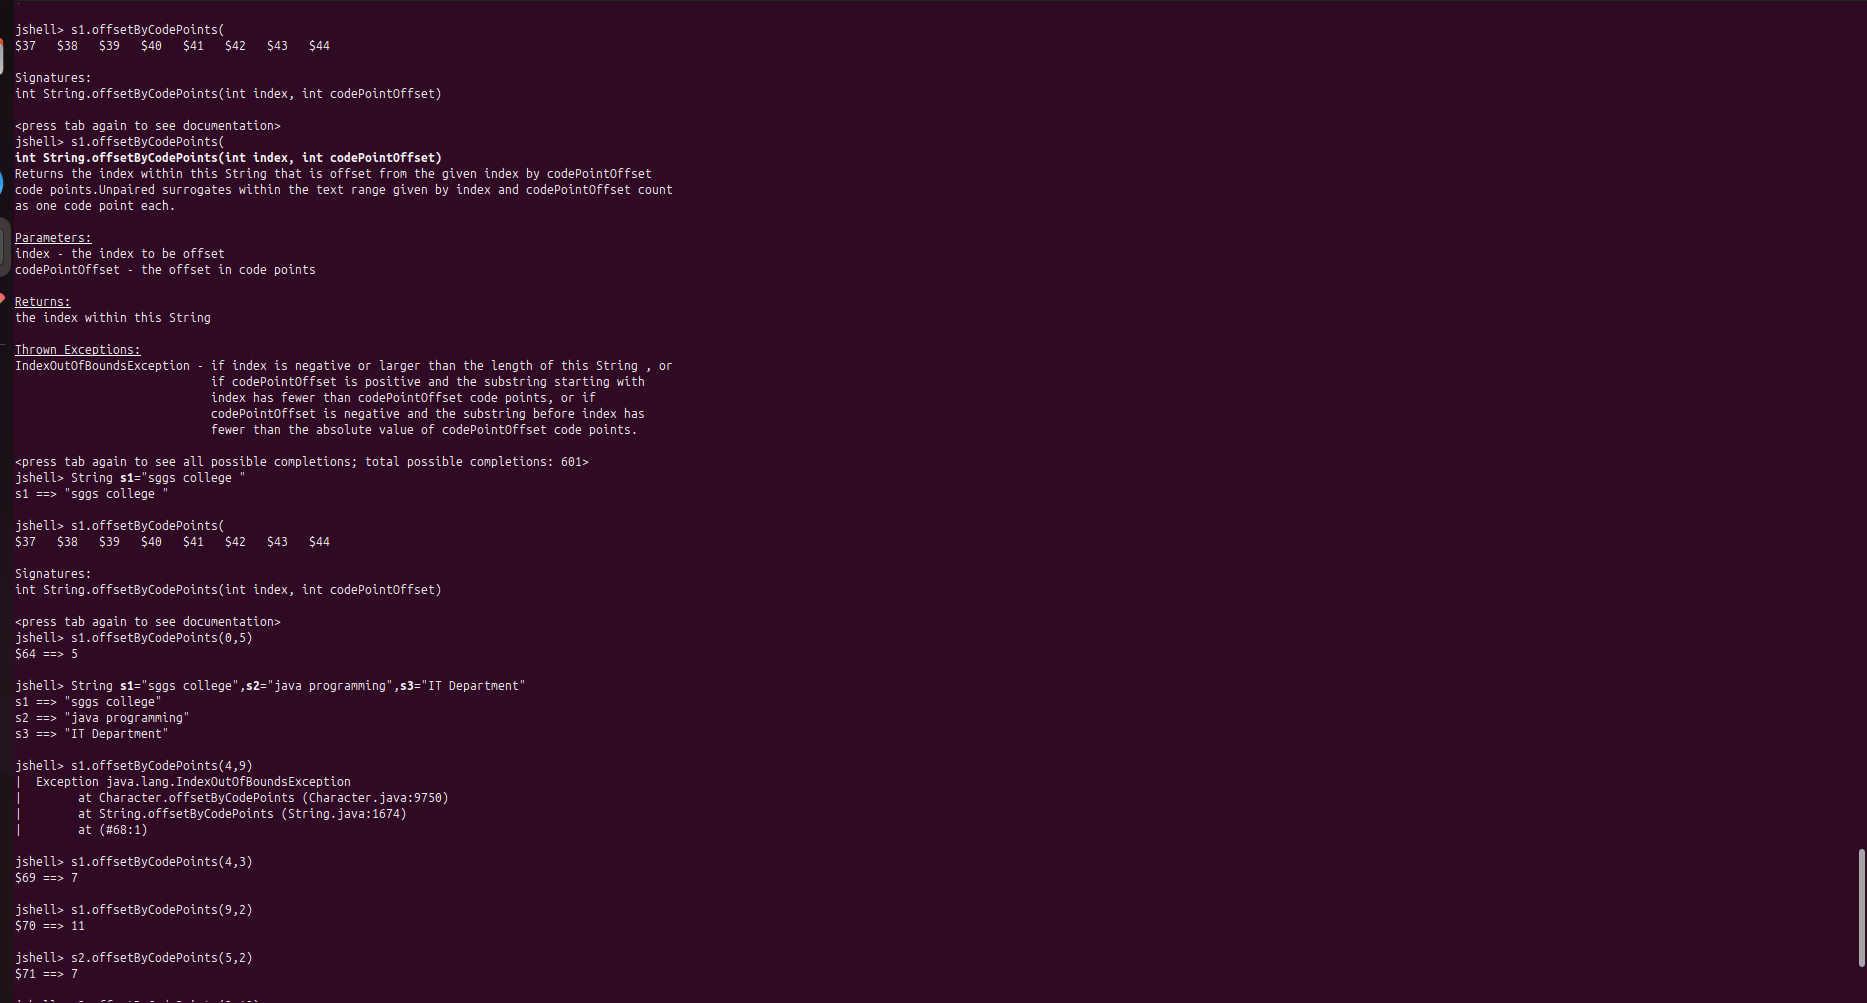 jshell> s1.offsetByCodePoints(
$37   $38   $39   $40   $41   $42   $43   $44
Signatures:
int String.offsetByCodePoints(int index, int codePointOffset)
<press tab again to see documentation>
jshell> s1.offsetByCodePoints(
int String.offsetByCodePoints(int index, int codePointOffset)
Returns the index within this String that is offset from the given index by codePointOffset
code points.Unpaired surrogates within the text range given by index and codePointOffset count
as one code point each.
Parameters:
index - the index to be offset
codePointOffset - the offset in code points
Returns:
the index within this String
Thrown Exceptions:
IndexOutOfBoundsException - if index is negative or larger than the length of this String , or
if codePointOffset is positive and the substring starting with
index has fewer than codePointOffset code points, or if
codePointOffset is negative and the substring before index has
fewer than the absolute value of codePointOffset code points.
<press tab again to see all possible completions; total possible completions: 601>
jshell> String s1="sggs college "
s1 ==> "sggs college "
jshell> s1.offsetByCodePoints(
$37   $38   $39   $40   $41   $42   $43   $44
Signatures:
int String.offsetByCodePoints(int index, int codePointOffset)
<press tab again to see documentation>
jshell> s1.offsetByCodePoints(0,5)
$64 ==> 5
jshell> String s1="sggs college",s2="java programming",s3="IT Department"
s1 ==> "sggs college"
s2 ==> "java programming"
s3 ==> "IT Department"
jshell> s1.offsetByCodePoints(4,9)
|  Exception java.lang.IndexOutOfBoundsException
|        at Character.offsetByCodePoints (Character.java:9750)
|        at String.offsetByCodePoints (String.java:1674)
|        at (#68:1)
jshell> s1.offsetByCodePoints(4,3)
$69 ==> 7
jshell> s1.offsetByCodePoints(9,2)
$70 ==> 11
jshell> s2.offsetByCodePoints(5,2)
$71 ==> 7